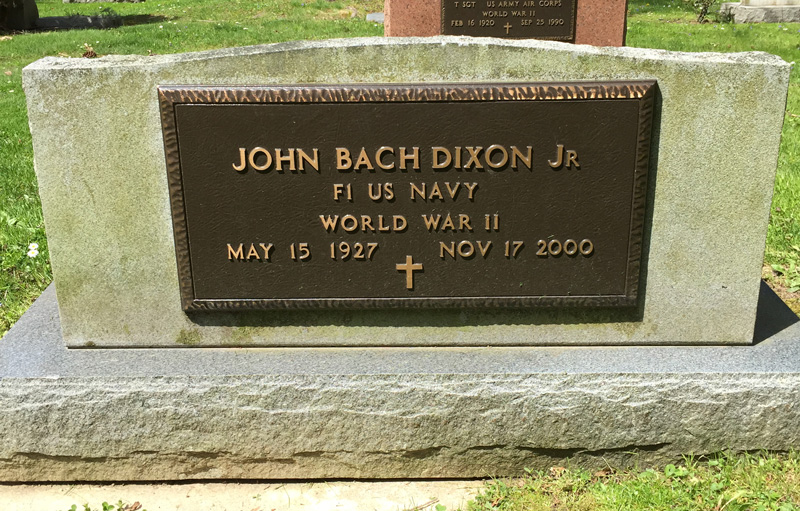 T SGT US ARMY AIR CORPS
WORLD WAR II
FEB 16 1920 SEP 25 1990
JOHN BACH DIXON JR
F1 US NAVY
WORLD WAR II
MAY 15 1927 NOV 17 2000